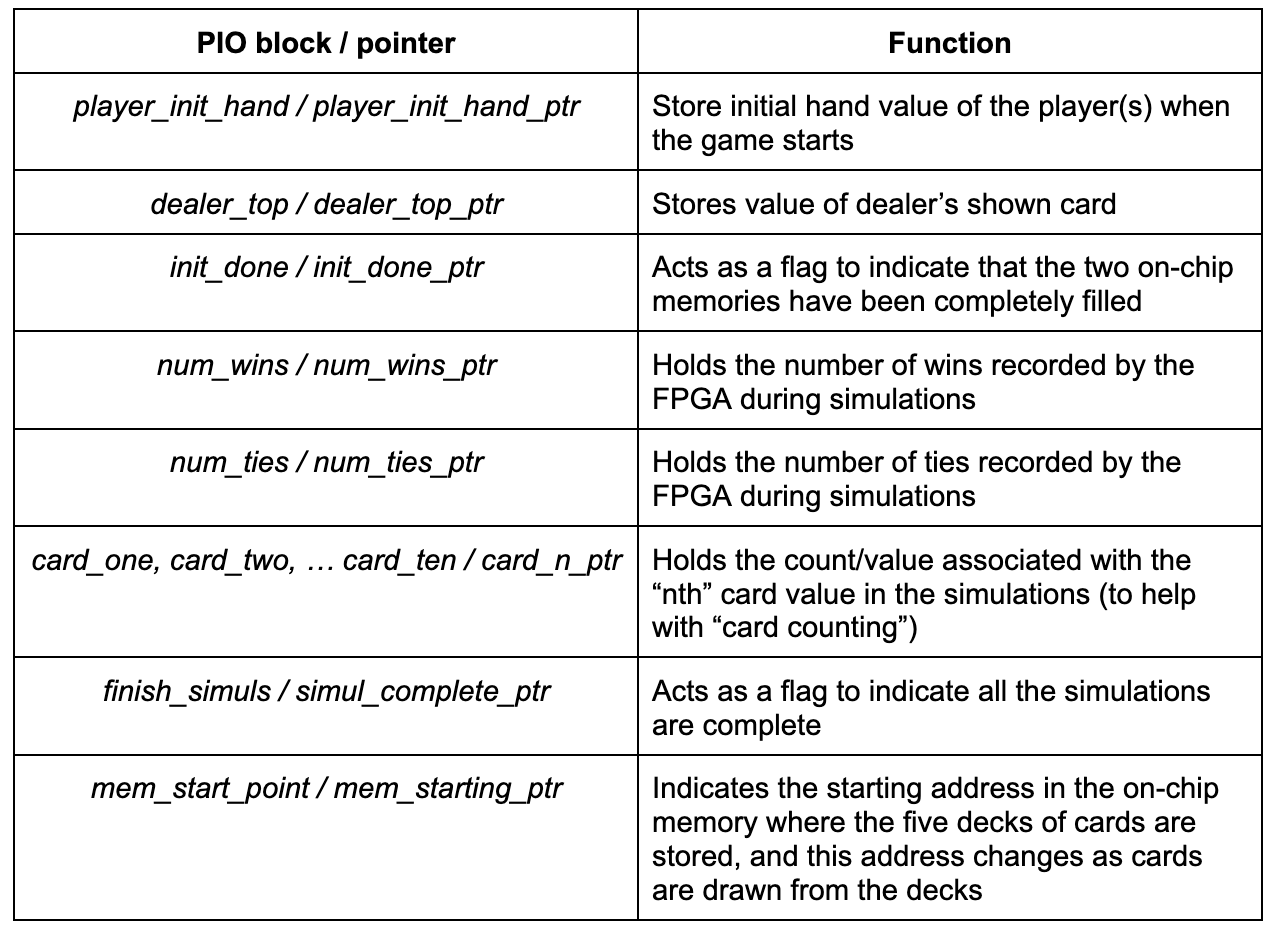 PIO block / pointer
Function
player_init_hand / player_init_hand_ptr
Store initial hand value of the player(s) when
the game starts
dealer_top / dealer_top_ptr
Stores value of dealer’s shown card
init_done / init_done_ptr
Acts as a flag to indicate that the two on-chip
memories have been completely filled
num_wins / num_wins_ptr
Holds the number of wins recorded by the
FPGA during simulations
num_ties / num_ties_ptr
Holds the number of ties recorded by the
FPGA during simulations
card_one, card_two, … card_ten / card_n_ptr
Holds the count/value associated with the
“nth” card value in the simulations (to help
with “card counting”)
finish_simuls / simul_complete_ptr
Acts as a flag to indicate all the simulations
are complete
mem_start_point / mem_starting_ptr
Indicates the starting address in the on-chip
memory where the five decks of cards are
stored, and this address changes as cards
are drawn from the decks